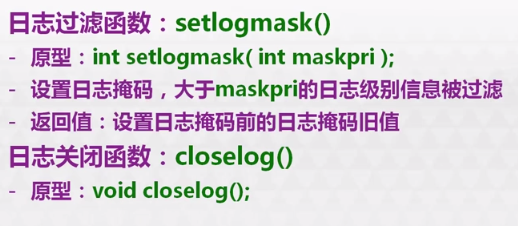 日志过滤函数：setlogmask()
- 原型：int setlogmask( int maskpri );
- 设置日志掩码，大于maskpri的日志级别信息被过滤
- 返回值：设置日志掩码前的日志掩码旧值
日志关闭函数：closelog()
- 原型：void closelog();